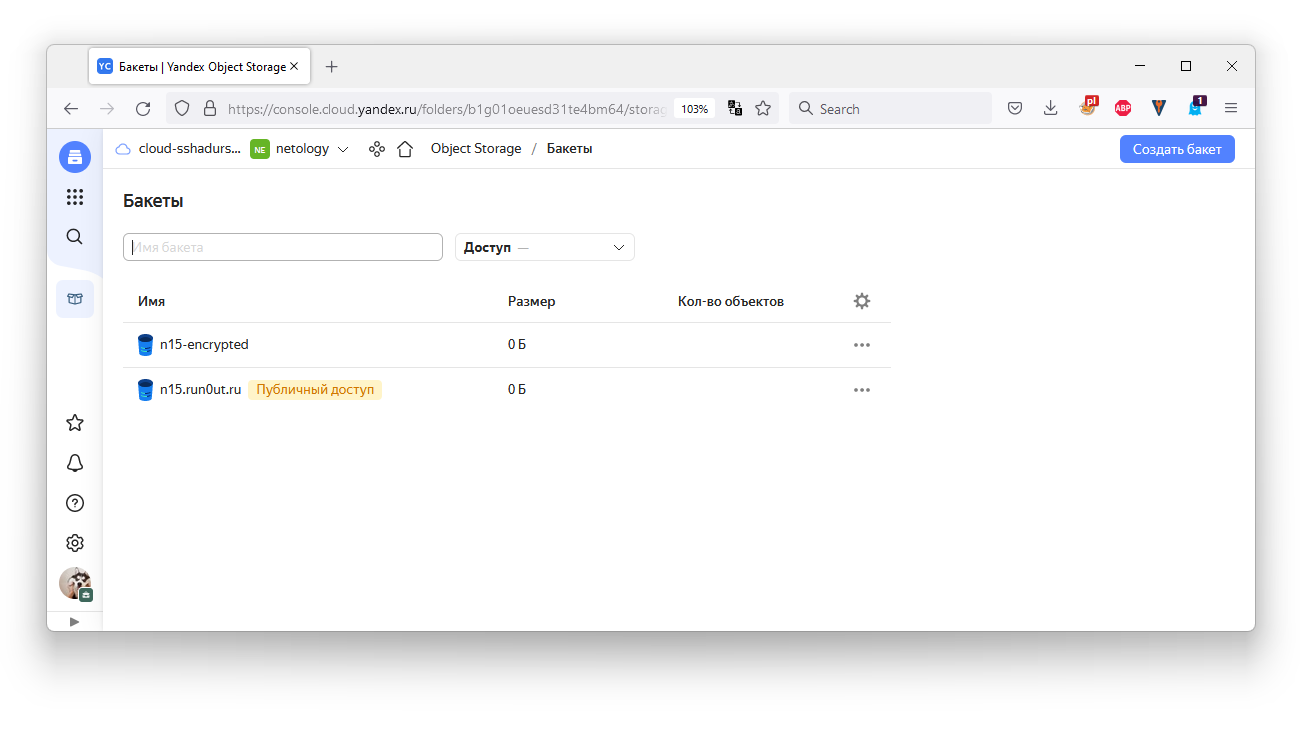 YC Бакеты | Yandex Object Storage
https://console.cloud.yandex.ru/folders/b1g01oeuesd31te4bm64/storag 103% Search pl ABP 1
cloud-sshadurs... NE netology Object Storage / Бакеты Создать бакет
Бакеты
Имя бакета Доступ —
Имя Размер Кол-во объектов
n15-encrypted 0 Б
n15.run0ut.ru Публичный доступ 0 Б